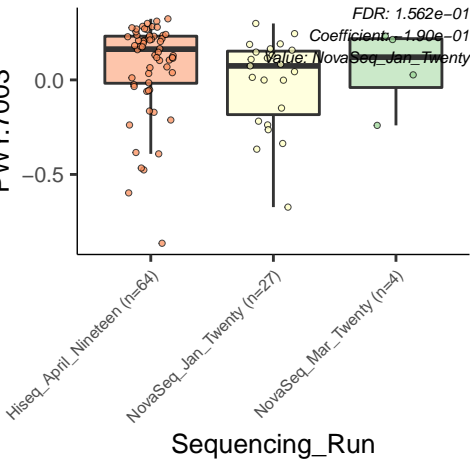 FDR: 1.562e−01
Coefficient: −1.90e−01
Value: NovaSeq_Jan_Twenty
0.0
−0.5
Hiseq_April_Nineteen (n=64)
NovaSeq_Jan_Twenty (n=27)
NovaSeq_Mar_Twenty (n=4)
Sequencing_Run